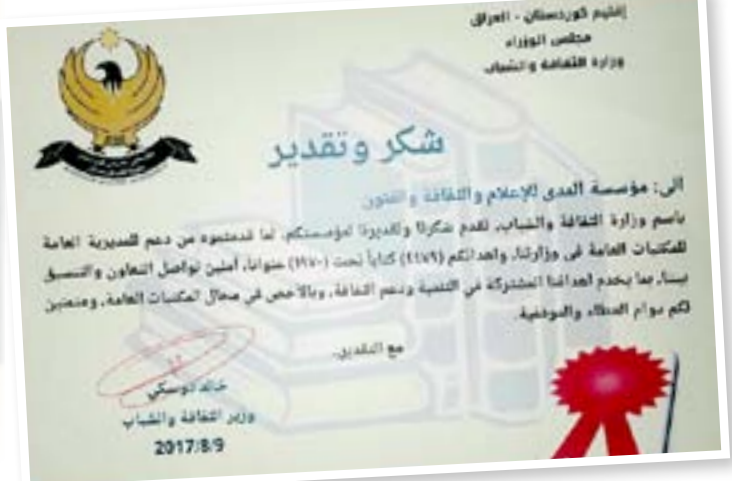 إقليم كوردستان - العراق
مجلس الوزراء
وزارة الثقافة والشباب
شكر وتقدير
الى: مؤسسة المدى للإعلام والثقافة والفنون
باسم وزارة الثقافة والشباب، نقدم شكرنا وتقديرنا لمؤسستكم، لما قدمتموه من دعم للمديرية العامة
للمكتبات العامة في وزارتنا، واهدائكم (٤١٧٩) كتاباً تحت (١٩٧٠) عنواناً، آملين تواصل التعاون والتنسيق
بيننا، بما يخدم اهدافنا المشتركة في التنمية ودعم الثقافة، وبالأخص في مجال المكتبات العامة، ومتمنين
لكم دوام العطاء والموفقية.
مع التقدير.
خالد دوسكي
وزير الثقافة والشباب
2017/8/9